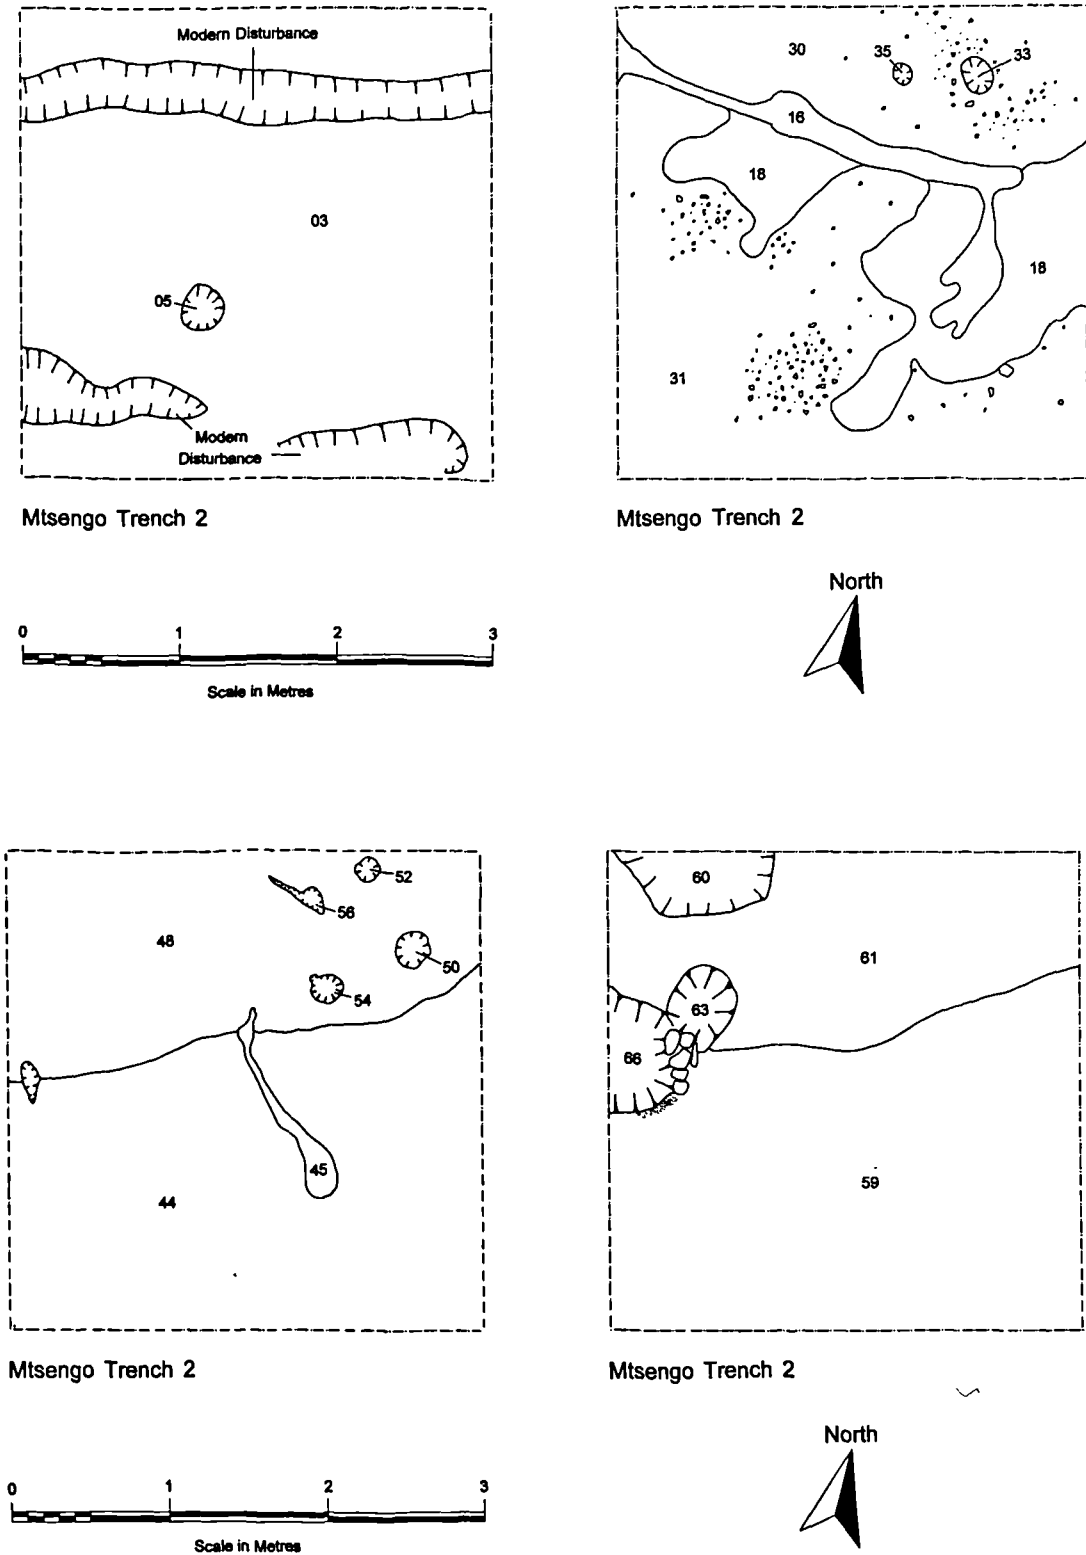 Modern Disturbance
03
05
Modern
Disturbance
Mtsengo Trench 2
30
35
33
16
18
18
31
Mtsengo Trench 2
0 1 2 3
Scale in Metres
North
52
56
48
50
54
45
44
Mtsengo Trench 2
60
61
63
66
59
Mtsengo Trench 2
0 1 2 3
Scale in Metres
North